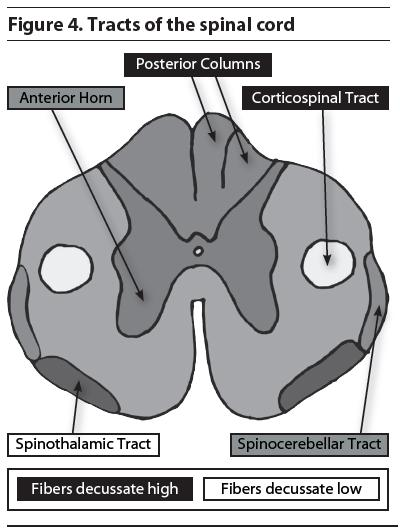 Figure 4. Tracts of the spinal cord
Posterior Columns
Anterior Horn
Corticospinal Tract
Spinothalamic Tract
Spinocerebellar Tract
Fibers decussate high
Fibers decussate low